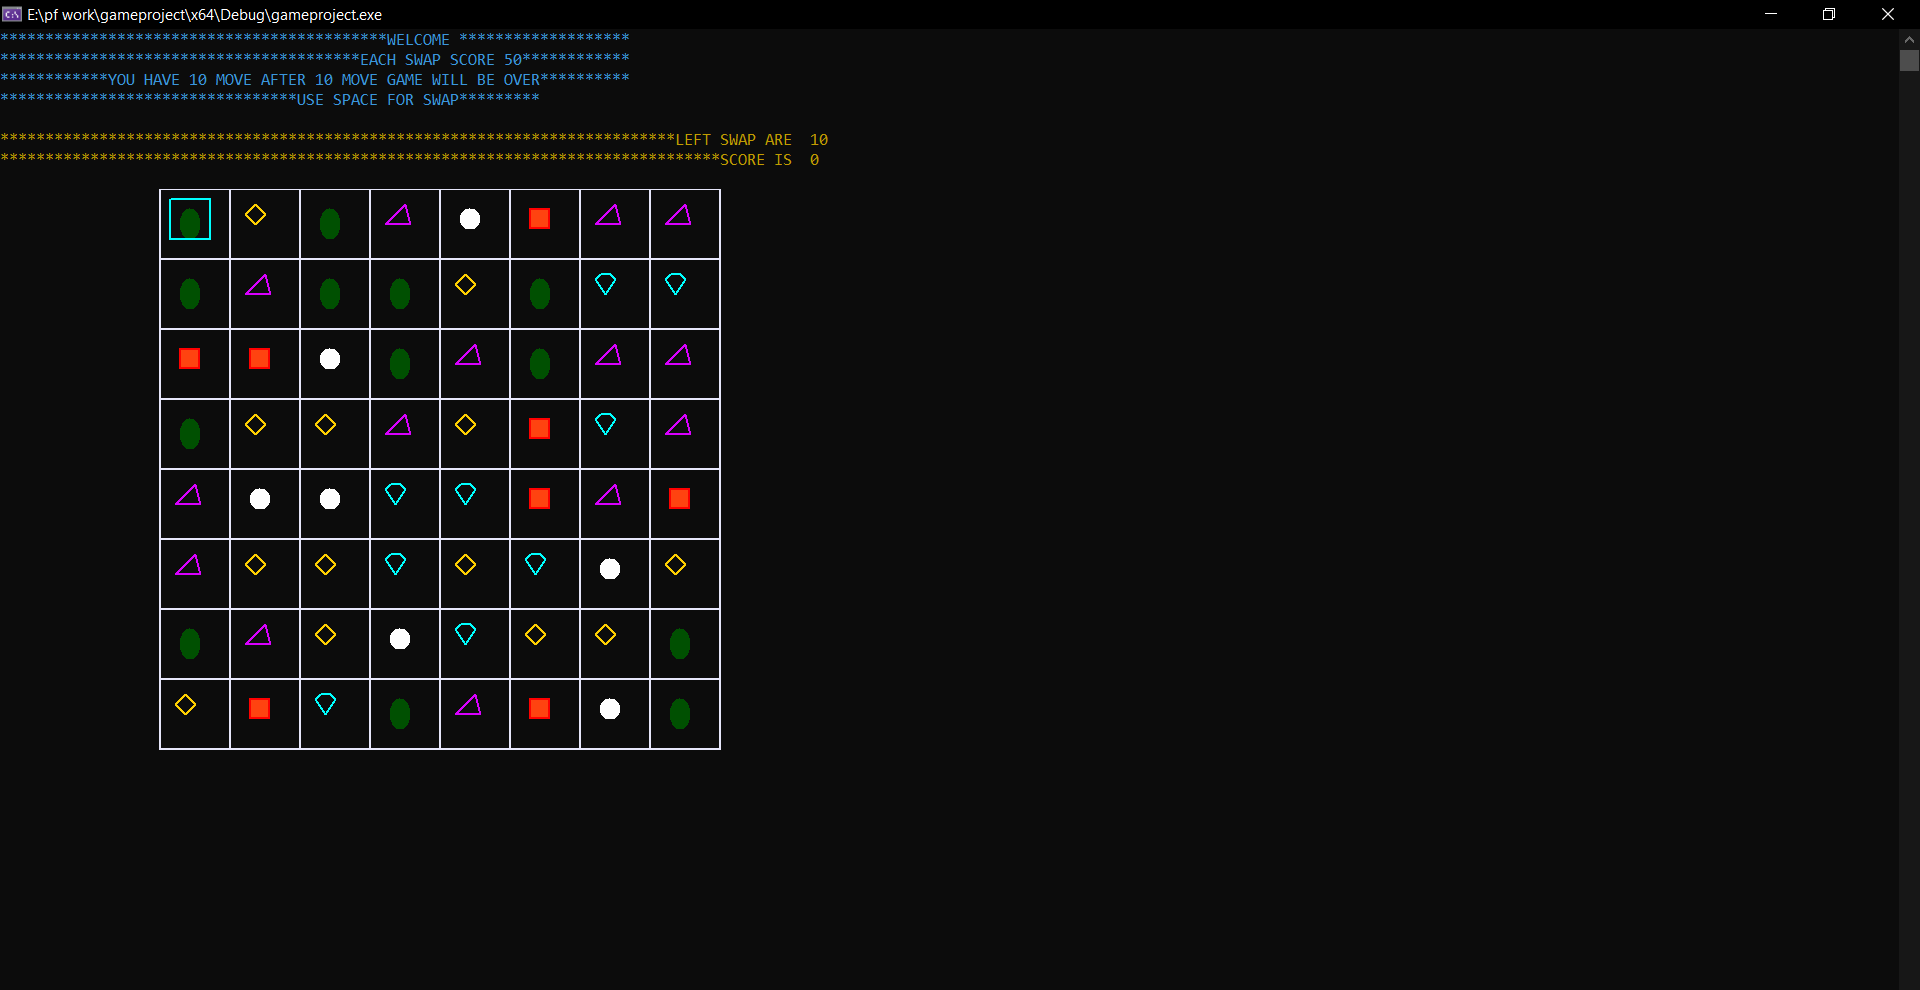 E:\pf work\gameproject\x64\Debug\gameproject.exe
*******************************************WELCOME *******************
****************************************EACH SWAP SCORE 50************
************YOU HAVE 10 MOVE AFTER 10 MOVE GAME WILL BE OVER**********
*********************************USE SPACE FOR SWAP*********
***************************************************************************LEFT SWAP ARE  10
********************************************************************************SCORE IS  0